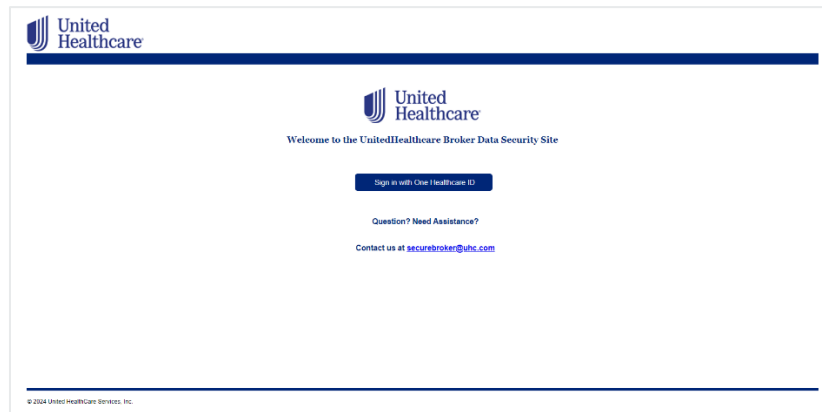 United
Healthcare
United
Healthcare
Welcome to the UnitedHealthcare Broker Data Security Site
Sign in with One Healthcare ID
Question? Need Assistance?
Contact us at securebroker@uhc.com
© 2024 United HealthCare Services, Inc.